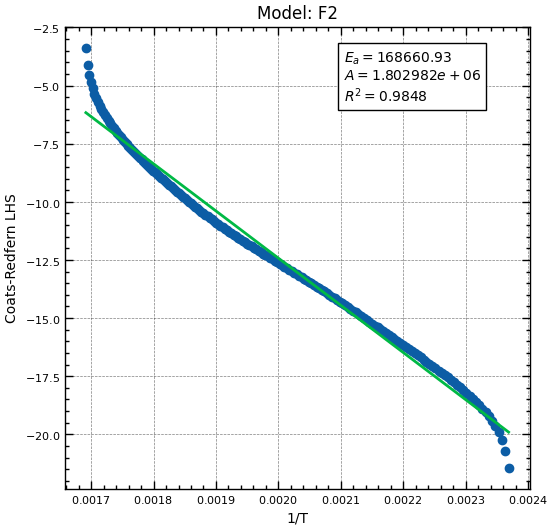 Model: F2
E_a = 168660.93
A = 1.802982e + 06
R^2 = 0.9848
Coats-Redfern LHS
−2.5
−5.0
−7.5
−10.0
−12.5
−15.0
−17.5
−20.0
0.0017 0.0018 0.0019 0.0020 0.0021 0.0022 0.0023 0.0024
1/T